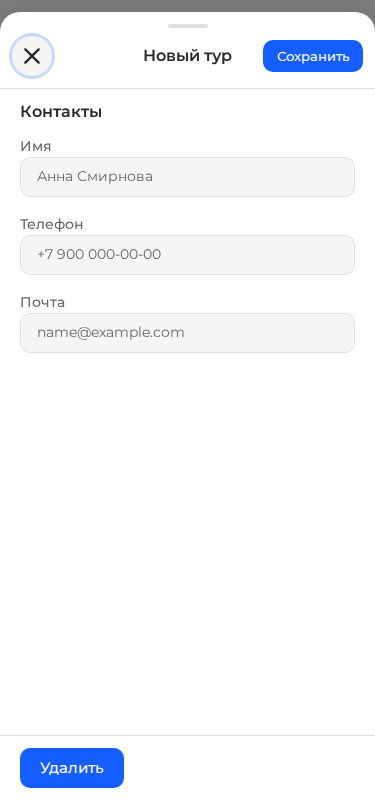 Новый тур
Сохранить
Контакты
Имя
Анна Смирнова
Телефон
+7 900 000-00-00
Почта
name@example.com
Удалить